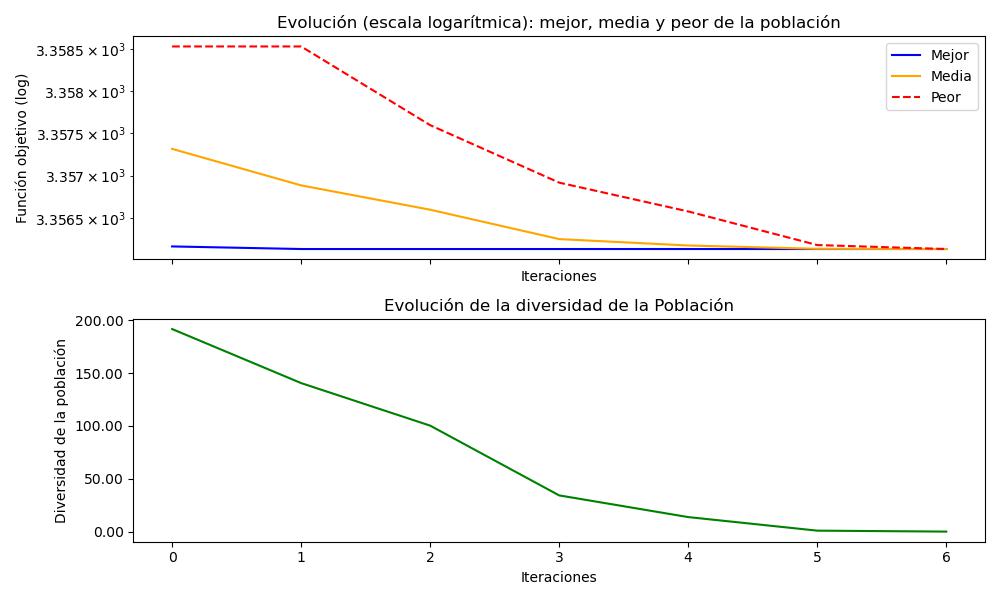 Evolución (escala logarítmica): mejor, media y peor de la población
Función objetivo (log)
3.3585 × 10³
3.358 × 10³
3.3575 × 10³
3.357 × 10³
3.3565 × 10³
Mejor
Media
Peor
Iteraciones
Evolución de la diversidad de la Población
Diversidad de la población
200.00
150.00
100.00
50.00
0.00
0 1 2 3 4 5 6
Iteraciones